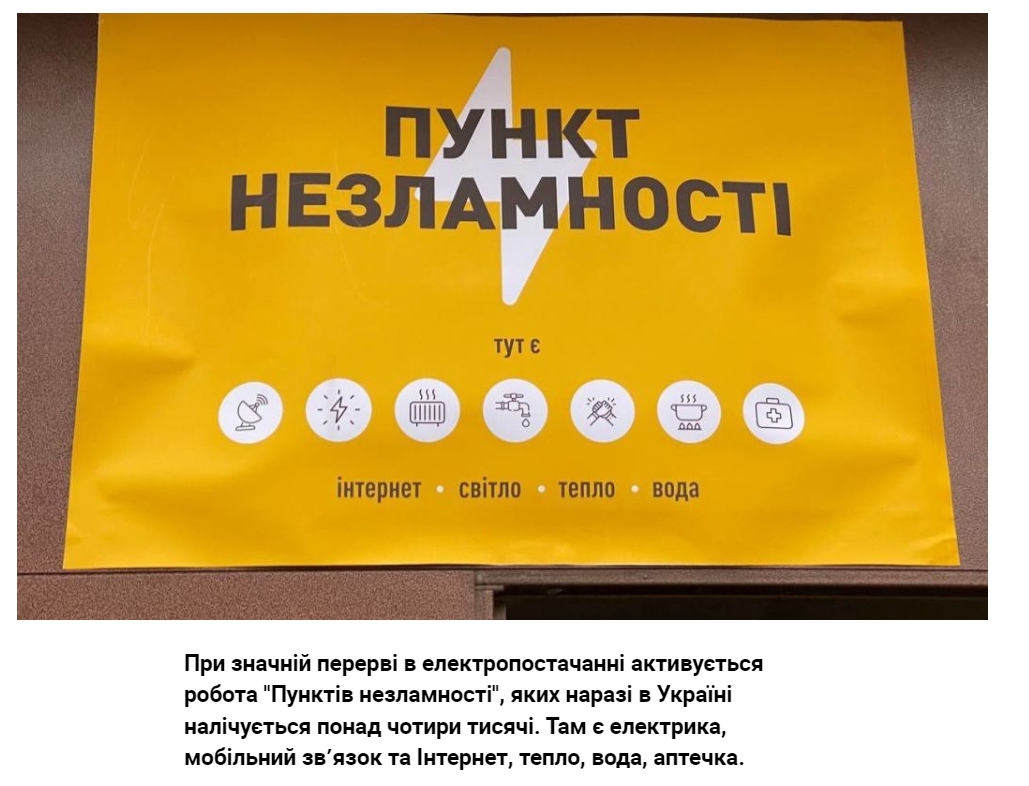 ПУНКТ
НЕЗЛАМНОСТІ
тут є
інтернет • світло • тепло • вода
При значній перерві в електропостачанні активується
робота "Пунктів незламності", яких наразі в Україні
налічується понад чотири тисячі. Там є електрика,
мобільний зв’язок та Інтернет, тепло, вода, аптечка.